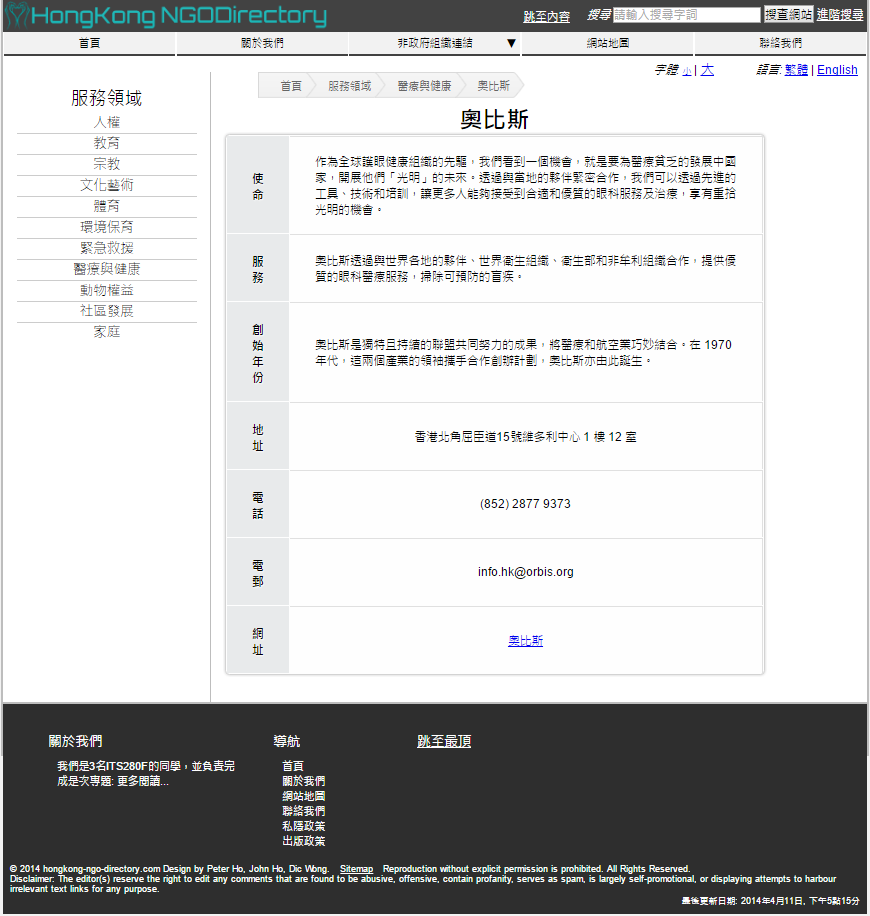 HongKong NGODirectory
跳至內容 搜尋 請輸入搜尋字詞 搜查網站 進階搜尋
首頁 關於我們 非政府組織連結 ▼ 網站地圖 聯絡我們
字體: 小 | 大 語言: 繁體 | English
首頁 服務領域 醫療與健康 奧比斯
服務領域
人權
教育
宗教
文化藝術
體育
環境保育
緊急救援
醫療與健康
動物權益
社區發展
家庭
奧比斯
使命
作為全球護眼健康組織的先驅，我們看到一個機會，就是要為醫療貧乏的發展中國
家，開展他們「光明」的未來。透過與當地的夥伴緊密合作，我們可以透過先進的
工具、技術和培訓，讓更多人能夠接受到合適和優質的眼科服務及治療，享有重拾
光明的機會。
服務
奧比斯透過與世界各地的夥伴、世界衛生組織、衛生部和非牟利組織合作，提供優
質的眼科醫療服務，掃除可預防的盲疾。
創始年份
奧比斯是獨特且持續的聯盟共同努力的成果，將醫療和航空業巧妙結合。在 1970
年代，這兩個產業的領袖攜手合作創辦計劃，奧比斯亦由此誕生。
地址
香港北角屈臣道15號維多利中心 1 樓 12 室
電話
(852) 2877 9373
電郵
info.hk@orbis.org
網址
奧比斯
關於我們
我們是3名ITS280F的同學，並負責完
成是次專題: 更多閱讀...
導航
首頁
關於我們
網站地圖
聯絡我們
私隱政策
出版政策
跳至最頂
© 2014 hongkong-ngo-directory.com Design by Peter Ho, John Ho, Dic Wong. Sitemap Reproduction without explicit permission is prohibited. All Rights Reserved.
Disclaimer: The editor(s) reserve the right to edit any comments that are found to be abusive, offensive, contain profanity, serves as spam, is largely self-promotional, or displaying attempts to harbour
irrelevant text links for any purpose.
最後更新日期: 2014年4月11日, 下午5點15分